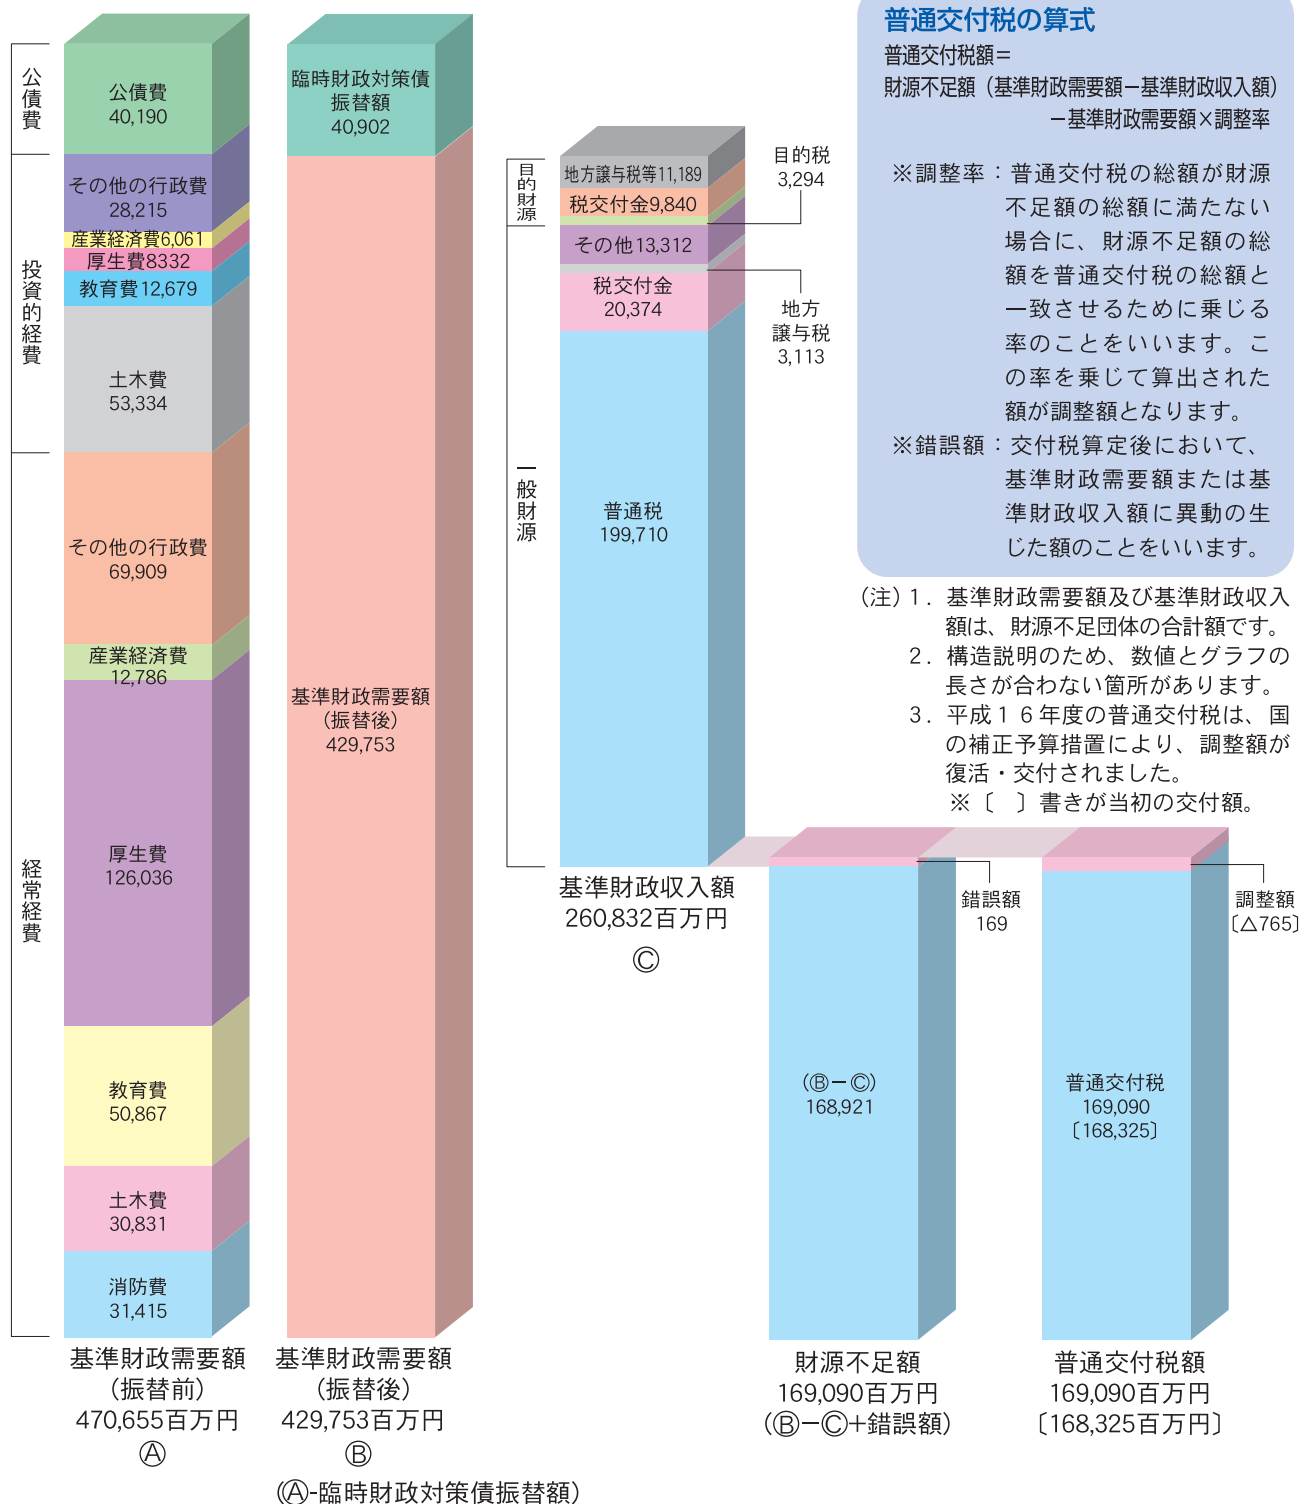 公債費
公債費
40,190
投資的経費
その他の行政費
28,215
産業経済費6,061
厚生費8332
教育費12,679
土木費
53,334
経常経費
その他の行政費
69,909
産業経済費
12,786
厚生費
126,036
教育費
50,867
土木費
30,831
消防費
31,415
基準財政需要額
(振替前)
470,655百万円
Ⓐ
臨時財政対策債
振替額
40,902
基準財政需要額
(振替後)
429,753
基準財政需要額
(振替後)
429,753百万円
Ⓑ
(Ⓐ-臨時財政対策債振替額)
目的財源
地方譲与税等11,189
税交付金9,840
目的税
3,294
一般財源
その他13,312
税交付金
20,374
地方
譲与税
3,113
普通税
199,710
基準財政収入額
260,832百万円
Ⓒ
錯誤額
169
(Ⓑ−Ⓒ)
168,921
財源不足額
169,090百万円
(Ⓑ−Ⓒ+錯誤額)
調整額
〔△765〕
普通交付税
169,090
〔168,325〕
普通交付税額
169,090百万円
〔168,325百万円〕
普通交付税の算式
普通交付税額＝
財源不足額（基準財政需要額−基準財政収入額）
−基準財政需要額×調整率
※調整率：普通交付税の総額が財源
不足額の総額に満たない
場合に、財源不足額の総
額を普通交付税の総額と
一致させるために乗じる
率のことをいいます。こ
の率を乗じて算出された
額が調整額となります。
※錯誤額：交付税算定後において、
基準財政需要額または基
準財政収入額に異動の生
じた額のことをいいます。
（注）1．基準財政需要額及び基準財政収入
額は、財源不足団体の合計額です。
2．構造説明のため、数値とグラフの
長さが合わない箇所があります。
3．平成１６年度の普通交付税は、国
の補正予算措置により、調整額が
復活・交付されました。
※〔　〕書きが当初の交付額。